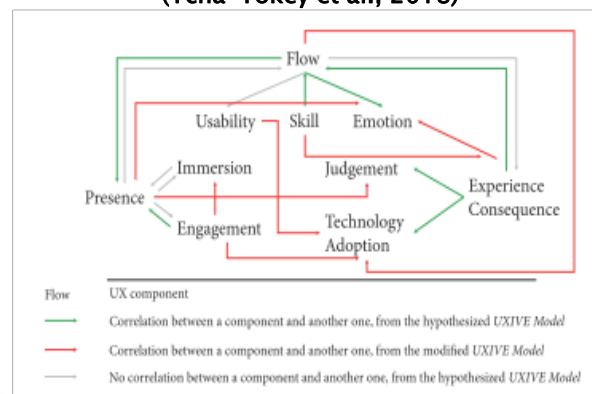 Flow
Usability Skill Emotion
Immersion Judgement
Presence Experience
Consequence
Engagement Technology
Adoption
Flow UX component
Correlation between a component and another one, from the hypothesized UXIVE Model
Correlation between a component and another one, from the modified UXIVE Model
No correlation between a component and another one, from the hypothesized UXIVE Model